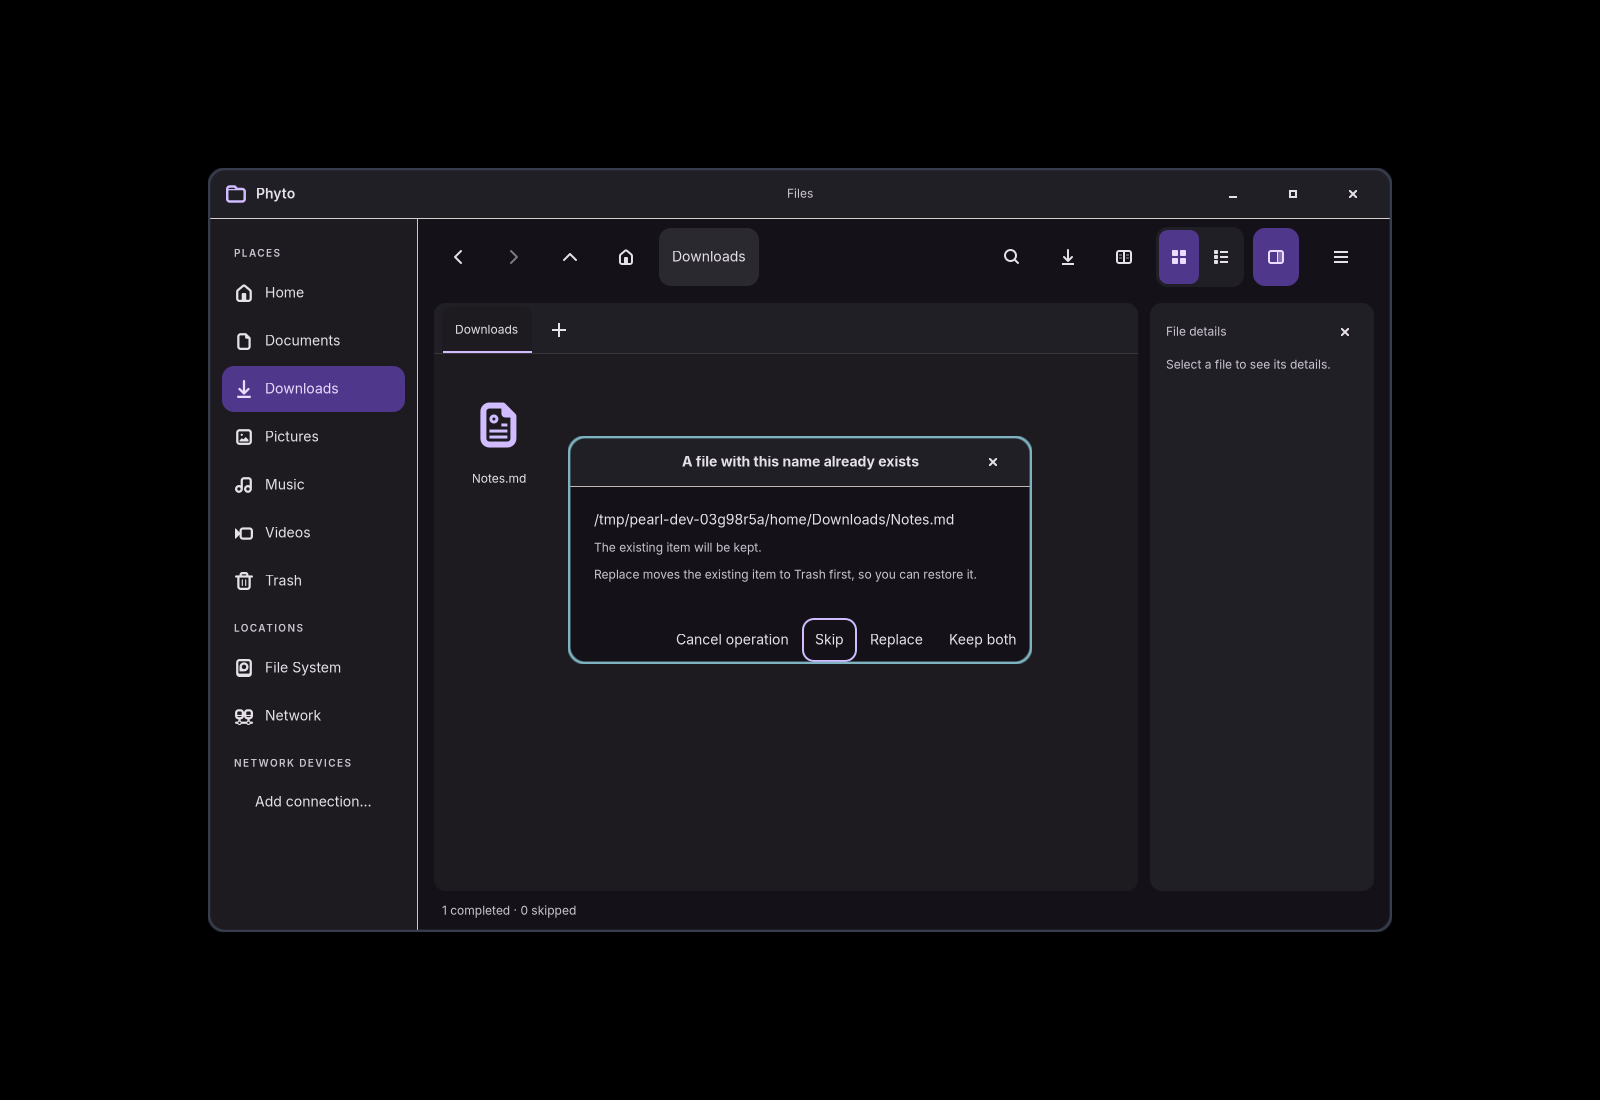 Phyto
Files
PLACES
Home
Documents
Downloads
Pictures
Music
Videos
Trash
LOCATIONS
File System
Network
NETWORK DEVICES
Add connection...
Downloads
Downloads
Notes.md
A file with this name already exists
/tmp/pearl-dev-03g98r5a/home/Downloads/Notes.md
The existing item will be kept.
Replace moves the existing item to Trash first, so you can restore it.
Cancel operation Skip Replace Keep both
File details
Select a file to see its details.
1 completed · 0 skipped